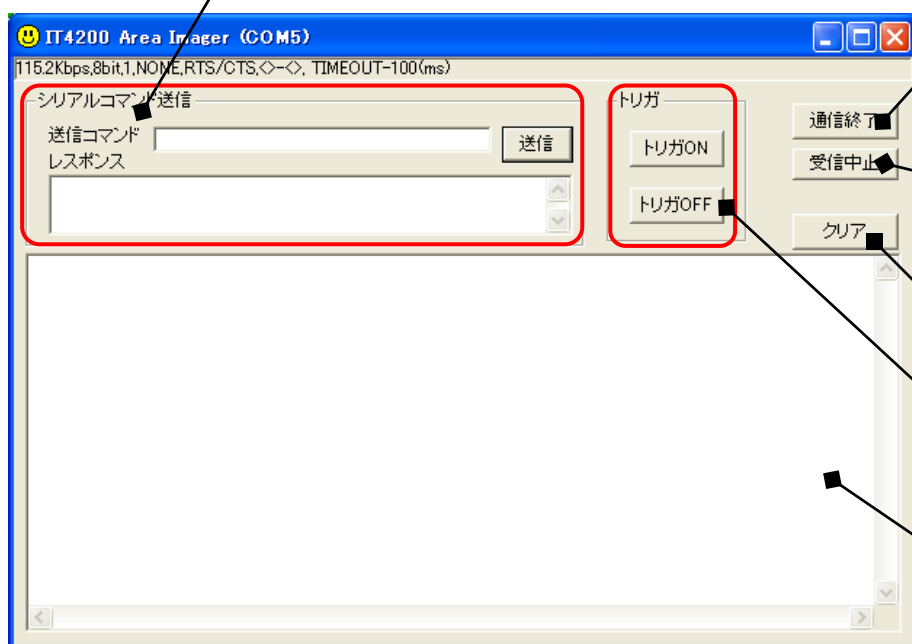 IT4200 Area Imager (COM5)
115.2Kbps,8bit,1,NONE,RTS/CTS,<>-<>, TIMEOUT-100(ms)
シリアルコマンド送信
送信コマンド
送信
レスポンス
トリガ
トリガON
トリガOFF
通信終了
受信中止
クリア